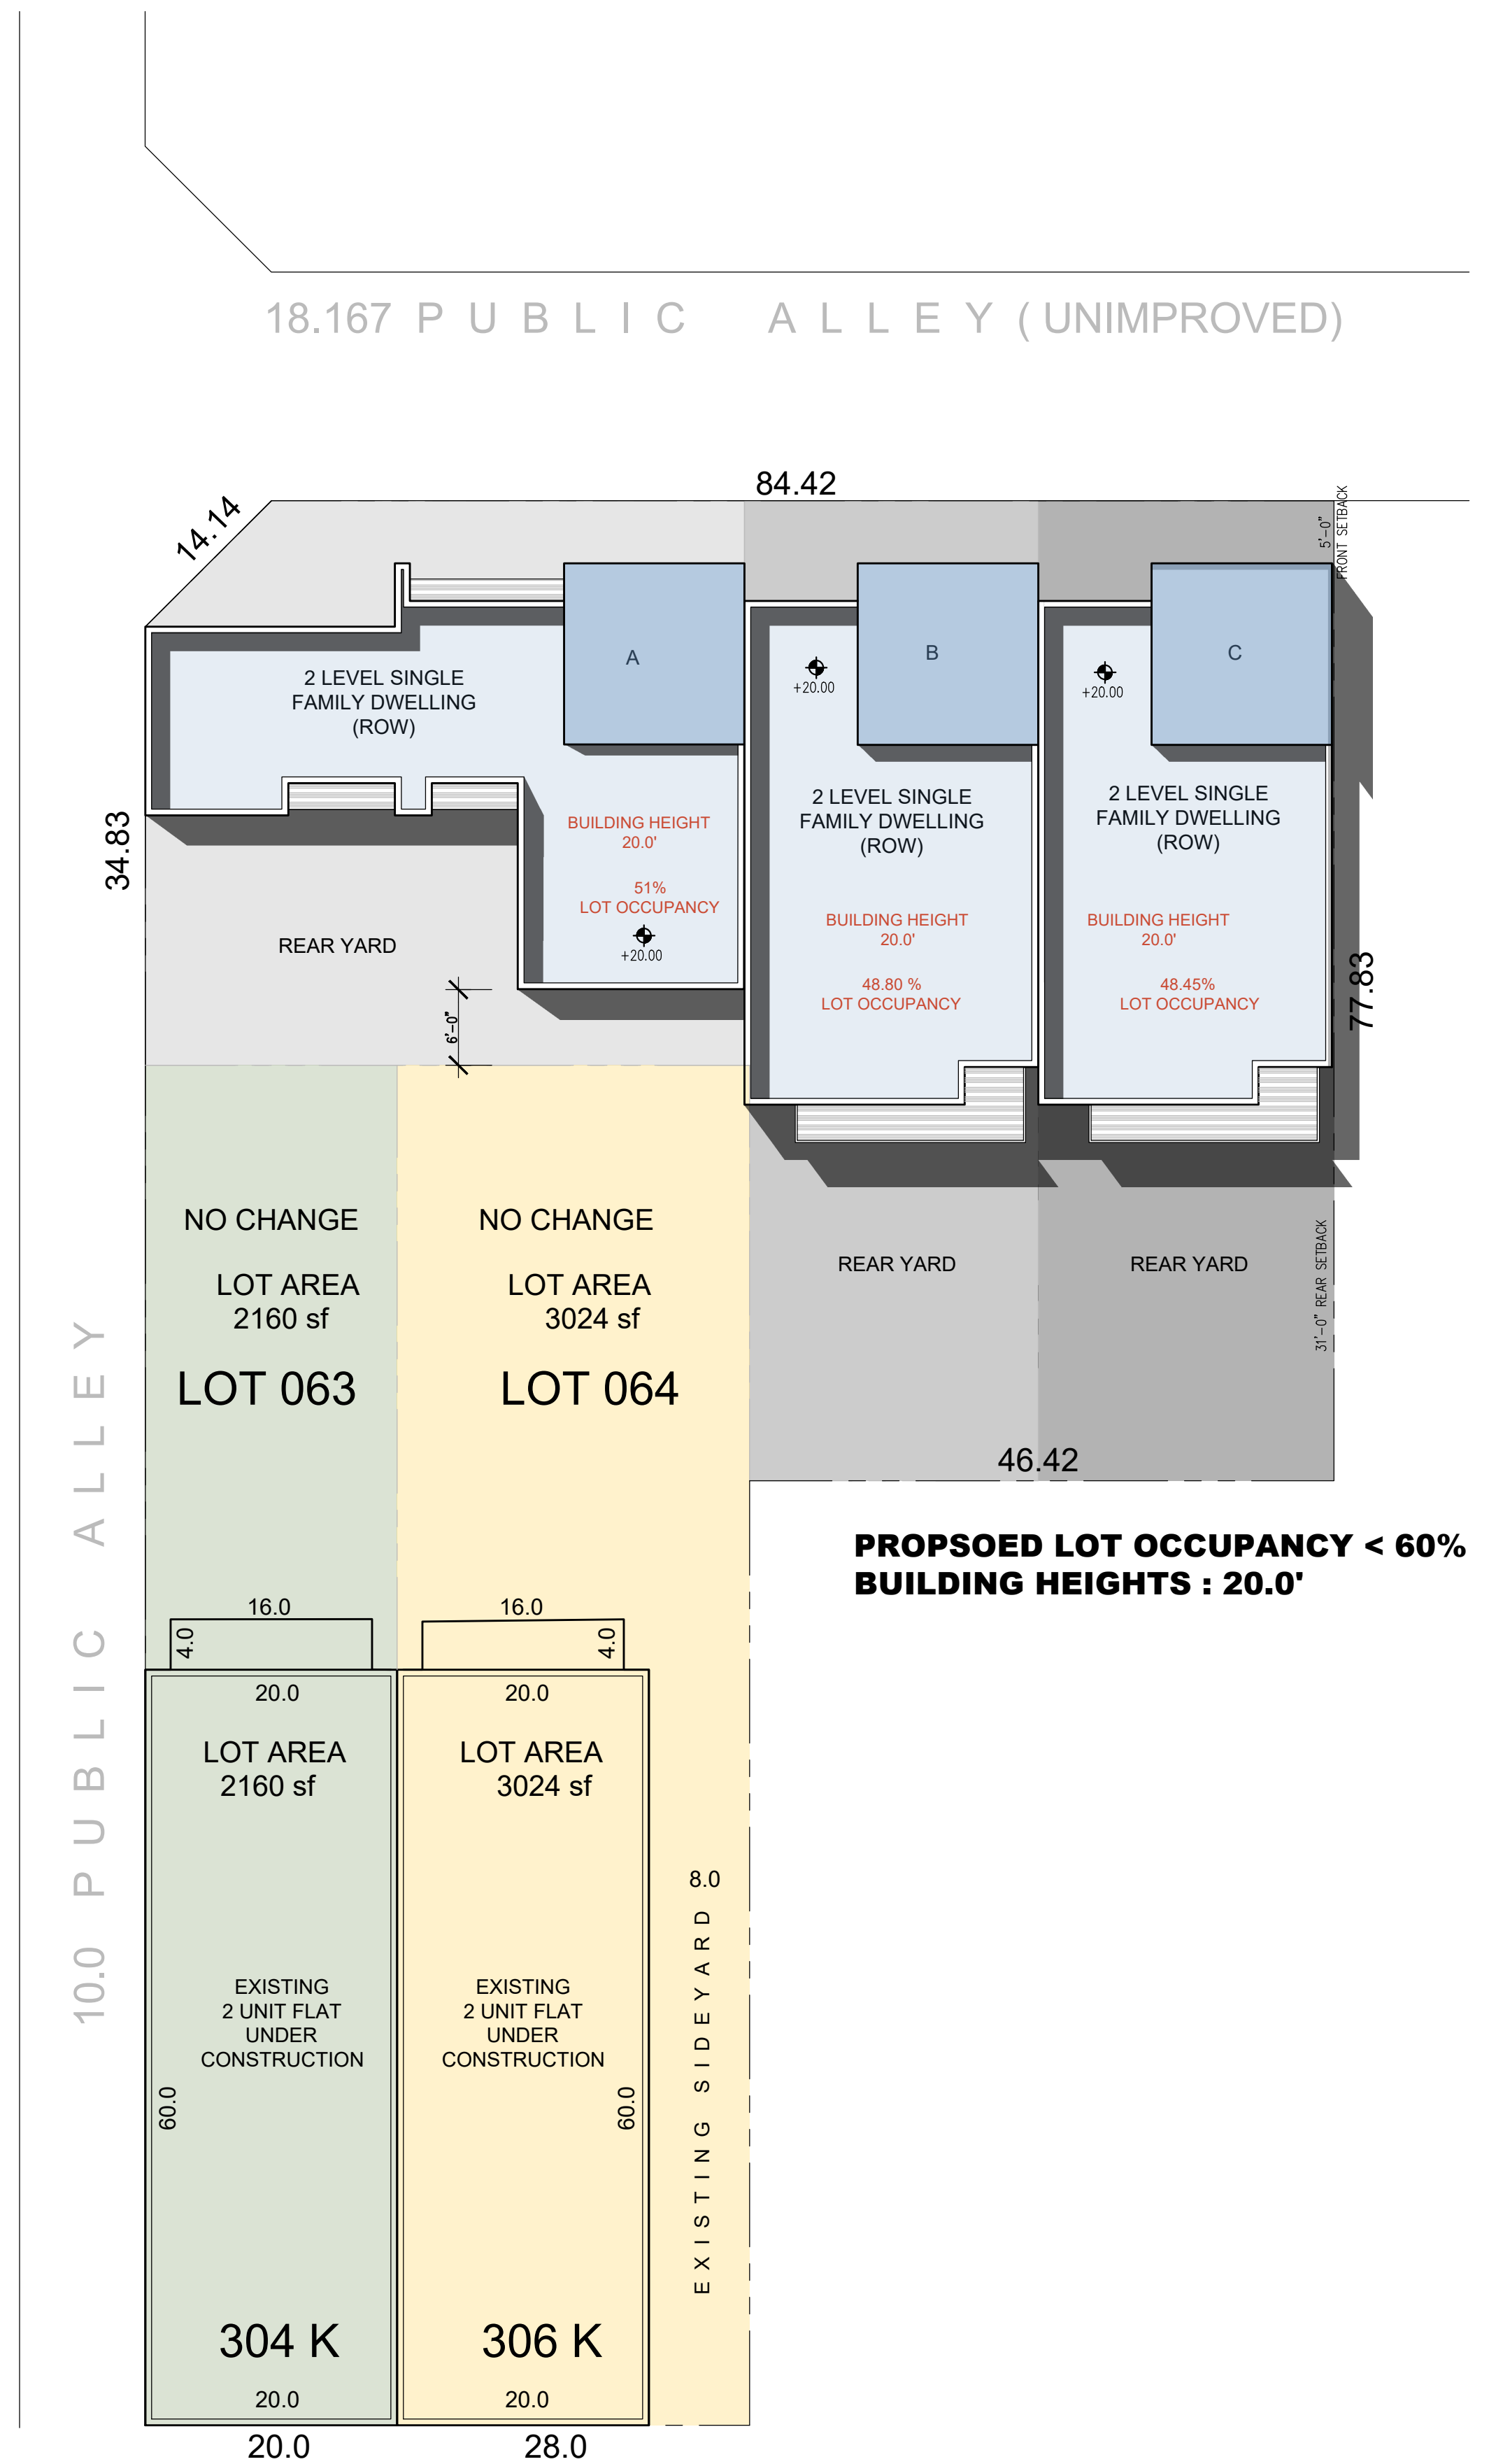 18.167 PUBLIC ALLEY (UNIMPROVED)
84.42
14.14
5'-0"
FRONT SETBACK
A
B
C
2 LEVEL SINGLE
FAMILY DWELLING
(ROW)
+20.00
+20.00
2 LEVEL SINGLE
FAMILY DWELLING
(ROW)
2 LEVEL SINGLE
FAMILY DWELLING
(ROW)
34.83
BUILDING HEIGHT
20.0'
51%
LOT OCCUPANCY
+20.00
BUILDING HEIGHT
20.0'
48.80 %
LOT OCCUPANCY
BUILDING HEIGHT
20.0'
48.45%
LOT OCCUPANCY
77.83
REAR YARD
6'-0"
NO CHANGE
LOT AREA
2160 sf
LOT 063
NO CHANGE
LOT AREA
3024 sf
LOT 064
REAR YARD
REAR YARD
31'-0" REAR SETBACK
46.42
PROPSOED LOT OCCUPANCY < 60%
BUILDING HEIGHTS : 20.0'
10.0 PUBLIC ALLEY
16.0
4.0
16.0
4.0
20.0
LOT AREA
2160 sf
20.0
LOT AREA
3024 sf
8.0
EXISTING SIDEYARD
EXISTING
2 UNIT FLAT
UNDER
CONSTRUCTION
EXISTING
2 UNIT FLAT
UNDER
CONSTRUCTION
60.0
60.0
304 K
306 K
20.0
20.0
20.0
28.0